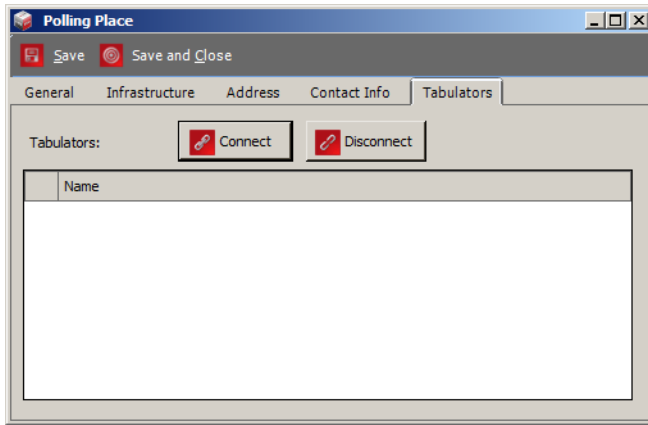 Polling Place
Save Save and Close
General Infrastructure Address Contact Info Tabulators
Tabulators: Connect Disconnect
Name